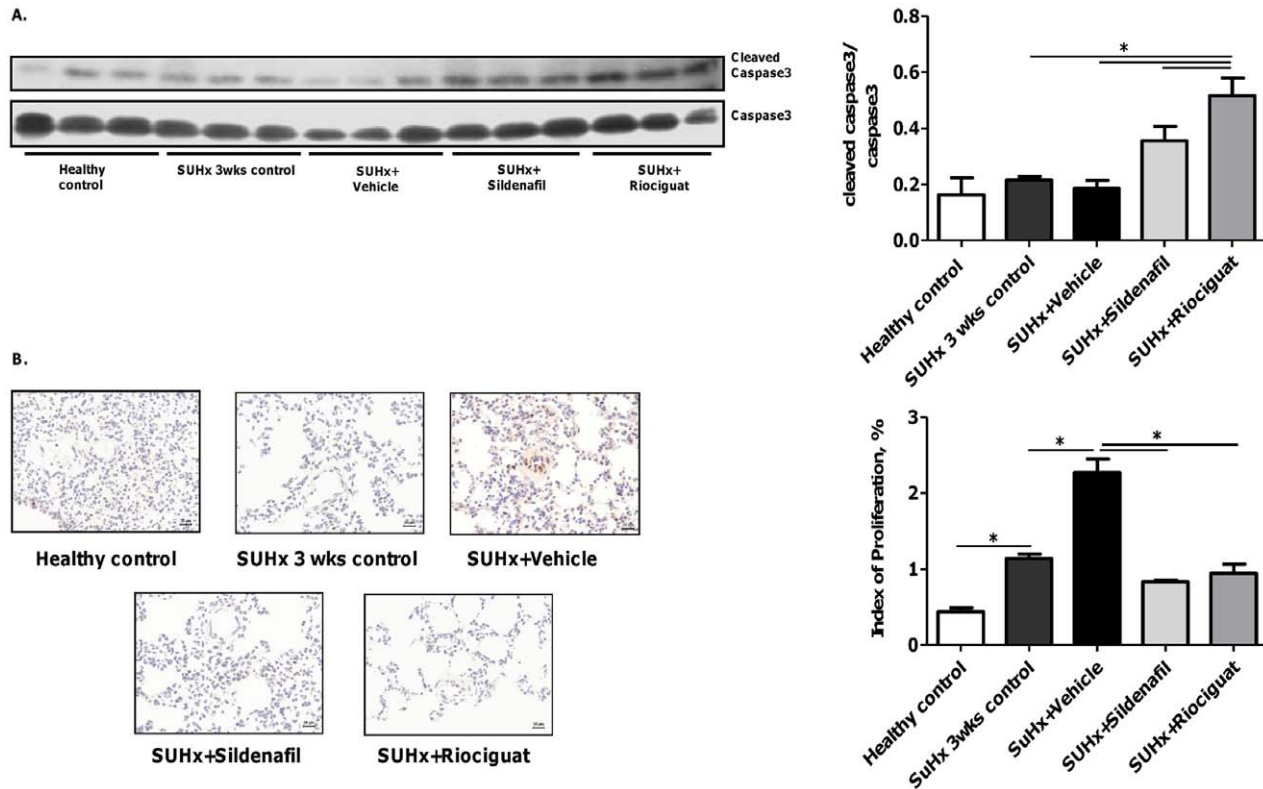 A.
Cleaved
Caspase3
Caspase3
Healthy
control
SUHx 3wks control
SUHx+
Vehicle
SUHx+
Sildenafil
SUHx+
Riociguat
cleaved caspase3/
caspase3
0.8
0.6
0.4
0.2
0.0
*
Healthy control
SUHx 3 wks control
SUHx+Vehicle
SUHx+Sildenafil
SUHx+Riociguat
B.
Healthy control
SUHx 3 wks control
SUHx+Vehicle
SUHx+Sildenafil
SUHx+Riociguat
Index of Proliferation, %
3
2
1
0
*
*
*
Healthy control
SuHx 3wks control
SuHx+Vehicle
SUHx+Sildenafil
SUHx+Riociguat